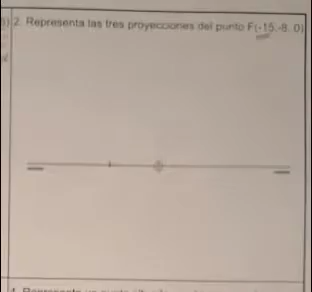 2. Representa las tres proyecciones del punto F(-15,-8, 0)